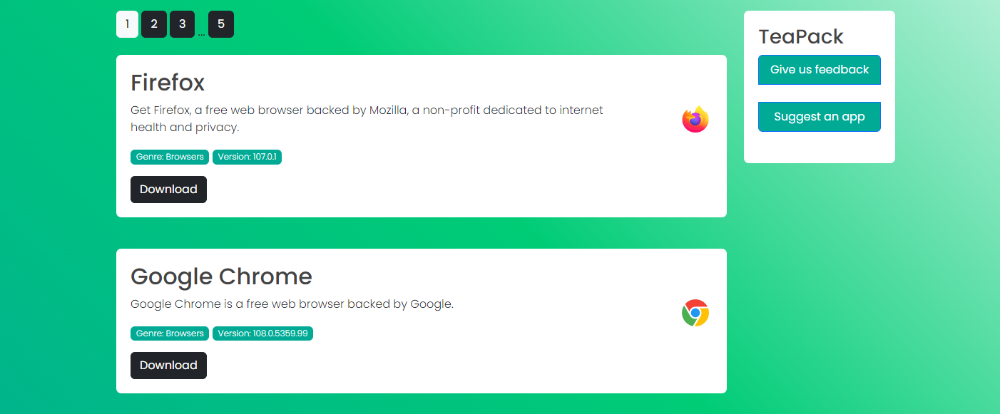 1 2 3 ... 5
Firefox
Get Firefox, a free web browser backed by Mozilla, a non-profit dedicated to internet
health and privacy.
Genre: Browsers Version: 107.0.1
Download
Google Chrome
Google Chrome is a free web browser backed by Google.
Genre: Browsers Version: 108.0.5359.99
Download
TeaPack
Give us feedback
Suggest an app